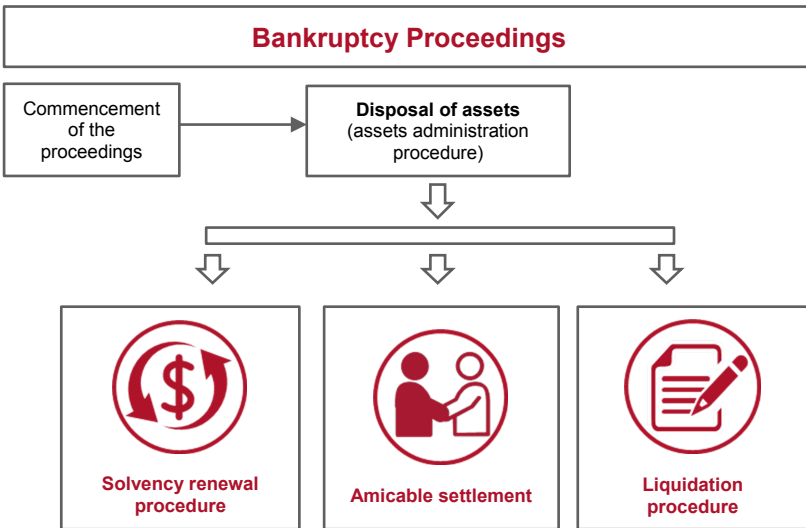 Bankruptcy Proceedings
Commencement
of the
proceedings
Disposal of assets
(assets administration
procedure)
$
Solvency renewal
procedure
Amicable settlement
Liquidation
procedure